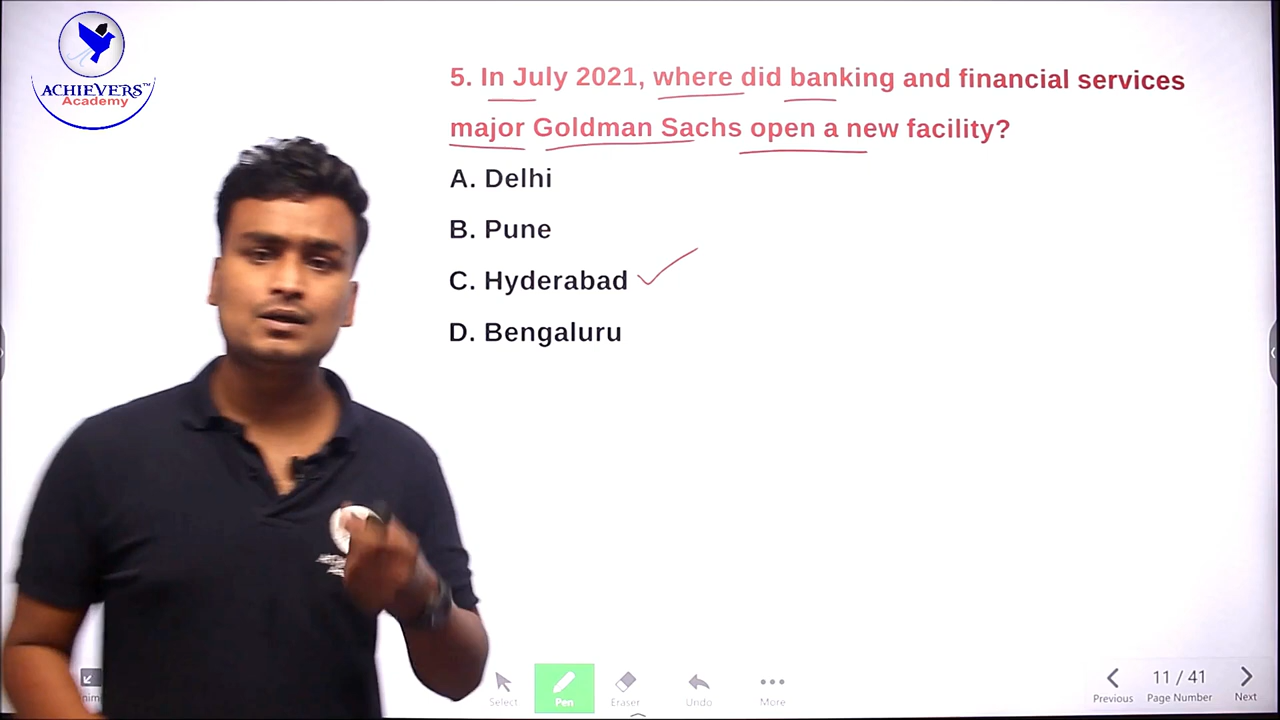 ACHIEVERS™
Academy
5. In July 2021, where did banking and financial services
major Goldman Sachs open a new facility?
A. Delhi
B. Pune
C. Hyderabad
D. Bengaluru
Select
Pen
Eraser
Undo
More
Previous
11 / 41
Page Number
Next